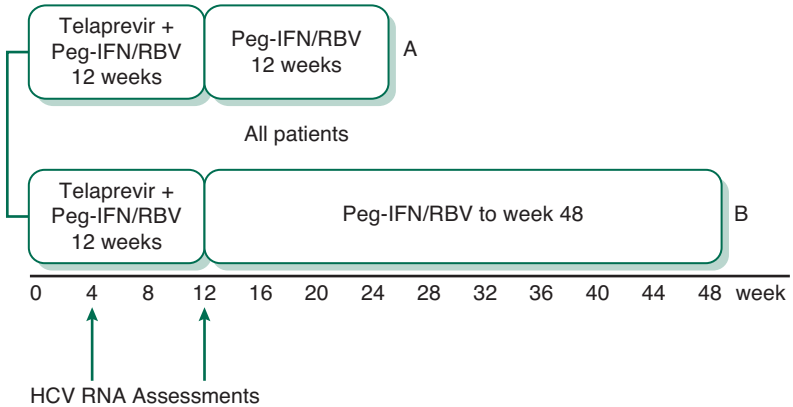 Telaprevir +
Peg-IFN/RBV
12 weeks
Peg-IFN/RBV
12 weeks
A
All patients
Telaprevir +
Peg-IFN/RBV
12 weeks
Peg-IFN/RBV to week 48
B
0 4 8 12 16 20 24 28 32 36 40 44 48 week
HCV RNA Assessments